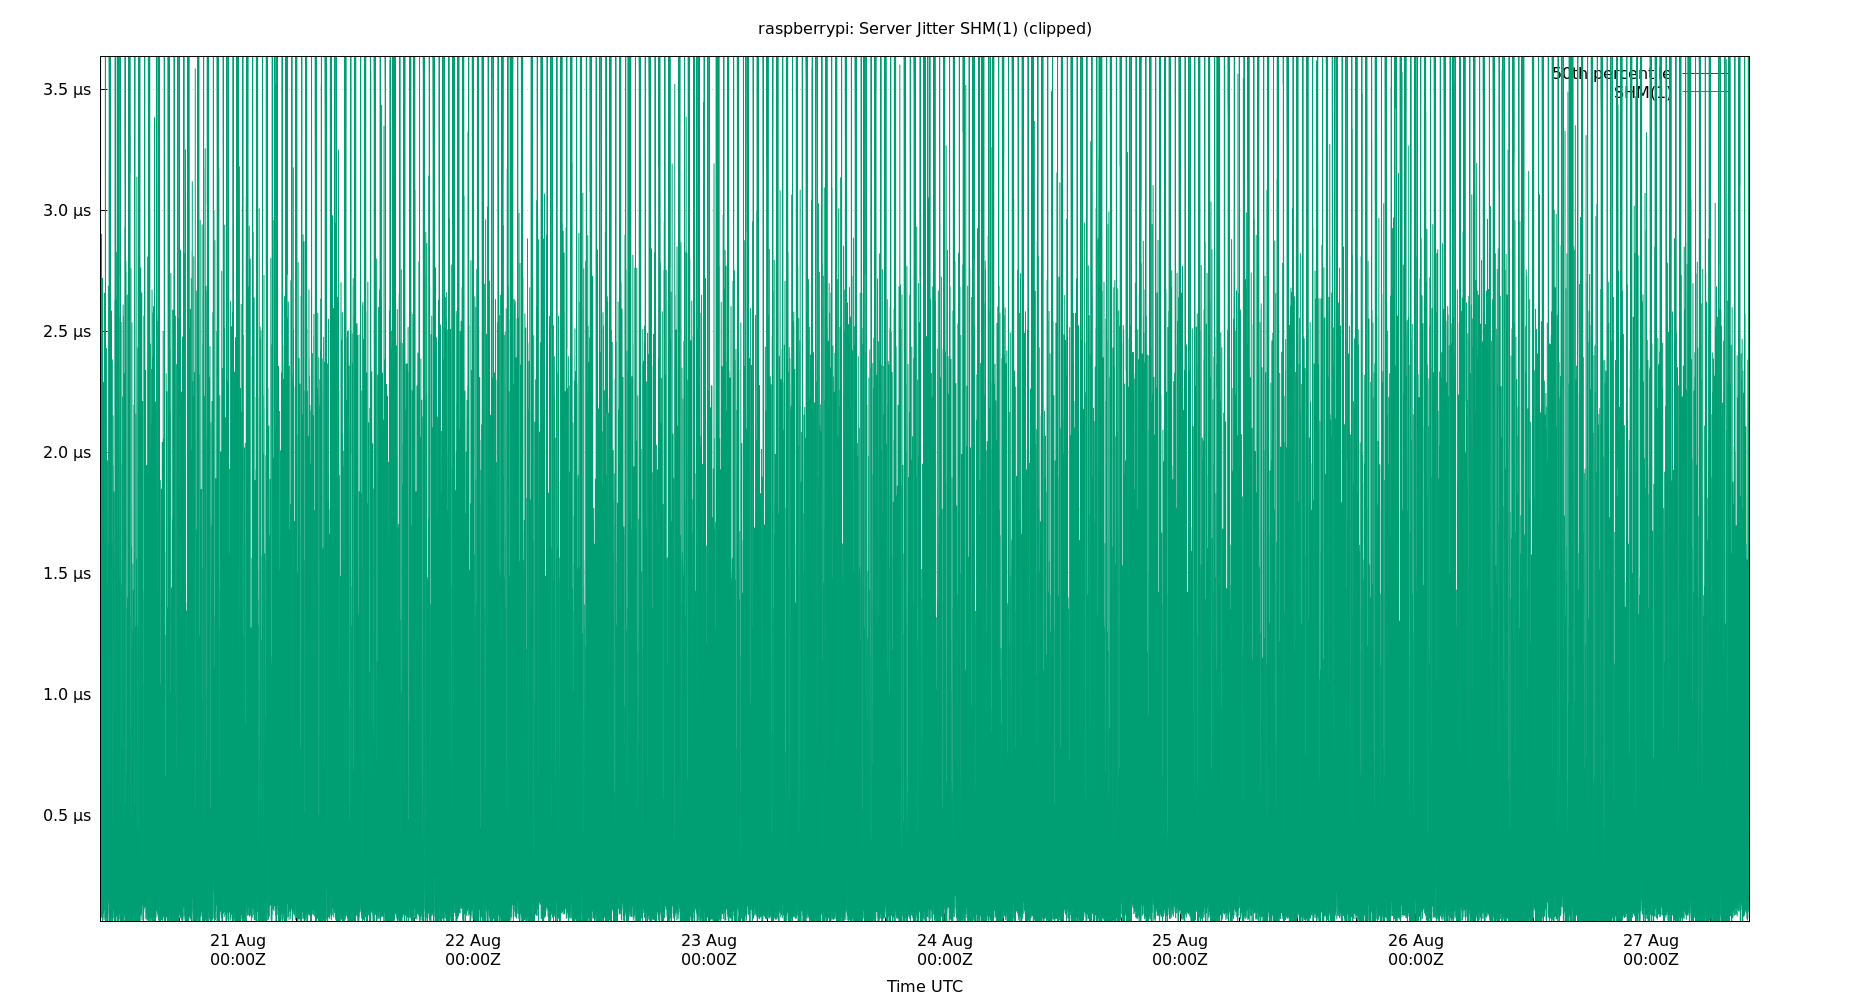 raspberrypi: Server Jitter SHM(1) (clipped)
50th percentile
SHM(1)
3.5 µs
3.0 µs
2.5 µs
2.0 µs
1.5 µs
1.0 µs
0.5 µs
21 Aug 22 Aug 23 Aug 24 Aug 25 Aug 26 Aug 27 Aug
00:00Z 00:00Z 00:00Z 00:00Z 00:00Z 00:00Z 00:00Z
Time UTC